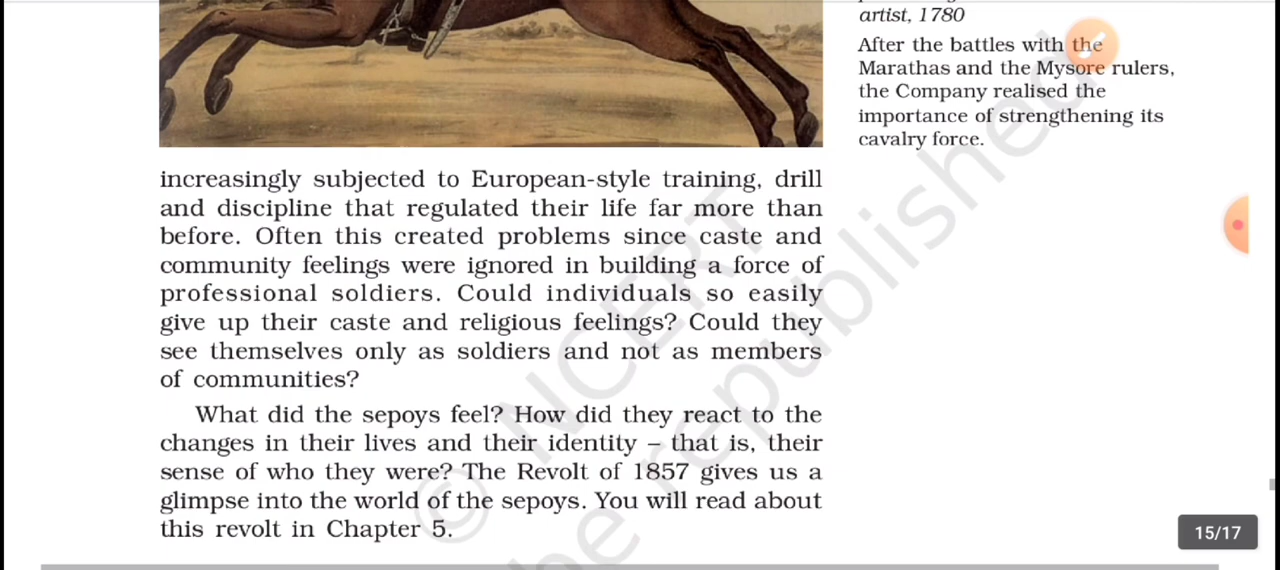 artist, 1780
After the battles with the
Marathas and the Mysore rulers,
the Company realised the
importance of strengthening its
cavalry force.
increasingly subjected to European-style training, drill
and discipline that regulated their life far more than
before. Often this created problems since caste and
community feelings were ignored in building a force of
professional soldiers. Could individuals so easily
give up their caste and religious feelings? Could they
see themselves only as soldiers and not as members
of communities?
What did the sepoys feel? How did they react to the
changes in their lives and their identity – that is, their
sense of who they were? The Revolt of 1857 gives us a
glimpse into the world of the sepoys. You will read about
this revolt in Chapter 5.
15/17
© NCERT
be republished